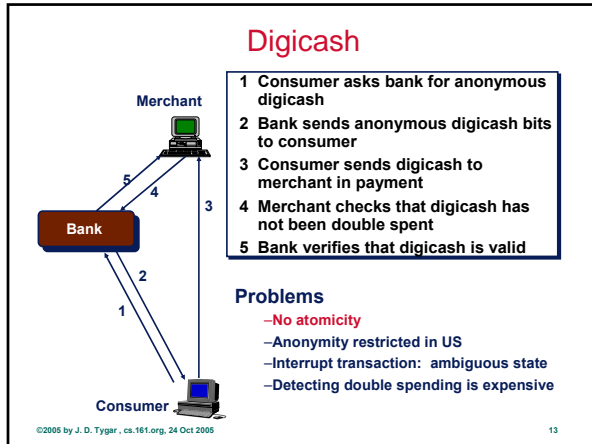 Digicash
Merchant
1 Consumer asks bank for anonymous
digicash
2 Bank sends anonymous digicash bits
to consumer
3 Consumer sends digicash to
merchant in payment
4 Merchant checks that digicash has
not been double spent
5 Bank verifies that digicash is valid
5
4
3
Bank
2
1
Problems
–No atomicity
–Anonymity restricted in US
–Interrupt transaction: ambiguous state
–Detecting double spending is expensive
Consumer
©2005 by J. D. Tygar , cs.161.org, 24 Oct 2005
13